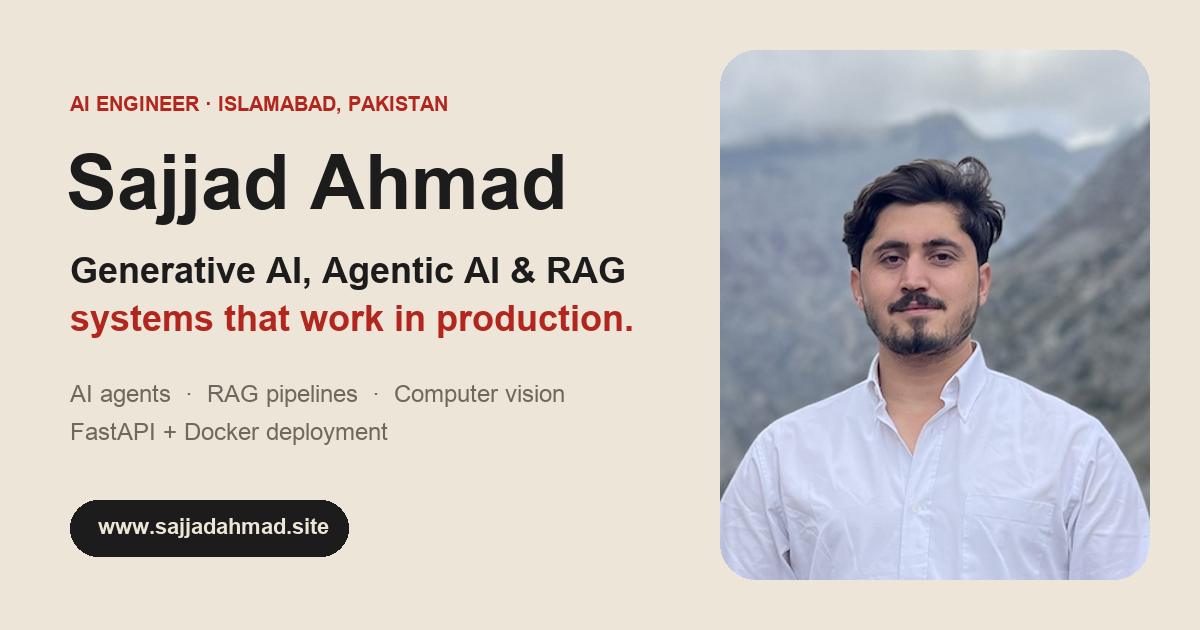 AI ENGINEER · ISLAMABAD, PAKISTAN
Sajjad Ahmad
Generative AI, Agentic AI & RAG
systems that work in production.
AI agents · RAG pipelines · Computer vision
FastAPI + Docker deployment
www.sajjadahmad.site